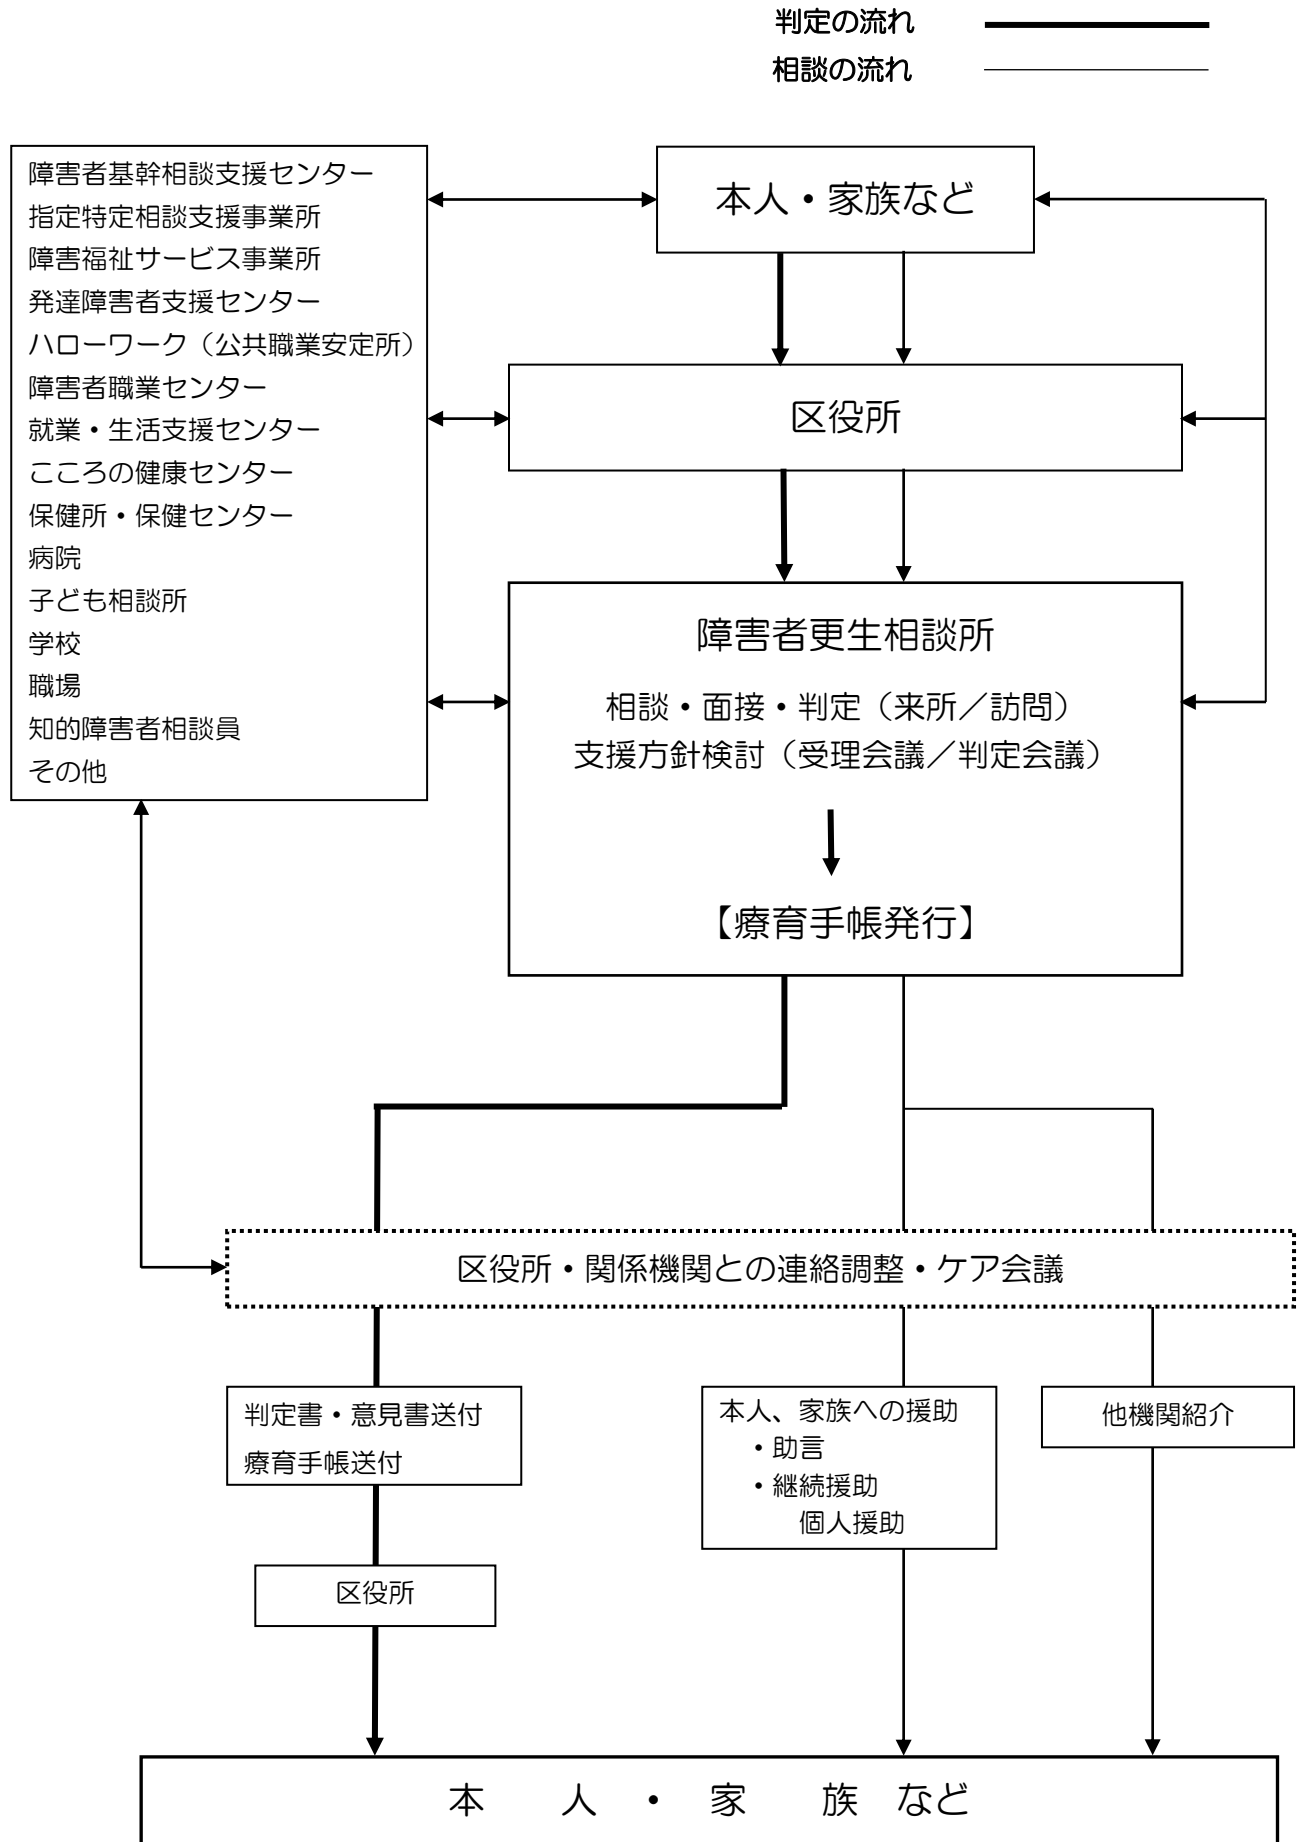 判定の流れ
相談の流れ
障害者基幹相談支援センター
指定特定相談支援事業所
障害福祉サービス事業所
発達障害者支援センター
ハローワーク（公共職業安定所）
障害者職業センター
就業・生活支援センター
こころの健康センター
保健所・保健センター
病院
子ども相談所
学校
職場
知的障害者相談員
その他
本人・家族など
区役所
障害者更生相談所
相談・面接・判定（来所／訪問）
支援方針検討（受理会議／判定会議）
【療育手帳発行】
区役所・関係機関との連絡調整・ケア会議
判定書・意見書送付
療育手帳送付
区役所
本人、家族への援助
・助言
・継続援助
個人援助
他機関紹介
本　人・家　族　など